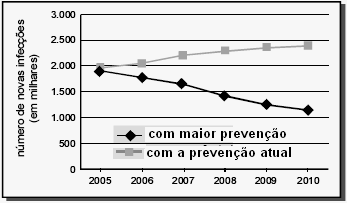 número de novas infecções
(em milhares)
3.000
2.500
2.000
1.500
1.000
500
0
com maior prevenção
com a prevenção atual
2005 2006 2007 2008 2009 2010